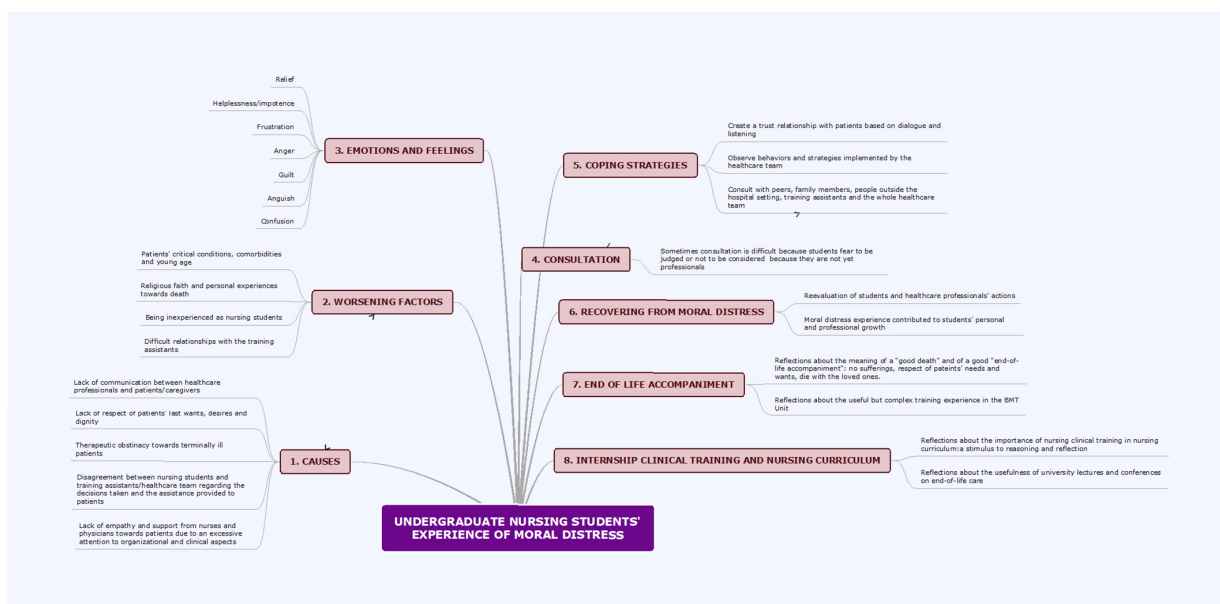 Relief
Helplessness/impotence
Frustration
Anger
Guilt
Anguish
Confusion
3. EMOTIONS AND FEELINGS
Patients' critical conditions, comorbidities
and young age
Religious faith and personal experiences
towards death
Being inexperienced as nursing students
Difficult relationships with the training
assistants
2. WORSENING FACTORS
Lack of communication between healthcare
professionals and patients/caregivers
Lack of respect of patients' last wants, desires and
dignity
Therapeutic obstinacy towards terminally ill
patients
Disagreement between nursing students and
training assistants/healthcare team regarding the
decisions taken and the assistance provided to
patients
Lack of empathy and support from nurses and
physicians towards patients due to an excessive
attention to organizational and clinical aspects
1. CAUSES
5. COPING STRATEGIES
Create a trust relationship with patients based on dialogue and
listening
Observe behaviors and strategies implemented by the
healthcare team
Consult with peers, family members, people outside the
hospital setting, training assistants and the whole healthcare
team
4. CONSULTATION
Sometimes consultation is difficult because students fear to be
judged or not to be considered because they are not yet
professionals
6. RECOVERING FROM MORAL DISTRESS
Reevaluation of students and healthcare professionals' actions
Moral distress experience contributed to students' personal
and professional growth
7. END OF LIFE ACCOMPANIMENT
Reflections about the meaning of a "good death" and of a good "end-of-
life accompaniment": no sufferings, respect of pateints' needs and
wants, die with the loved ones.
Reflections about the useful but complex training experience in the BMT
Unit
8. INTERNSHIP CLINICAL TRAINING AND NURSING CURRICULUM
Reflections about the importance of nursing clinical training in nursing
curriculum:a stimulus to reasoning and reflection
Reflections about the usefulness of university lectures and conferences
on end-of-life care
UNDERGRADUATE NURSING STUDENTS'
EXPERIENCE OF MORAL DISTRESS